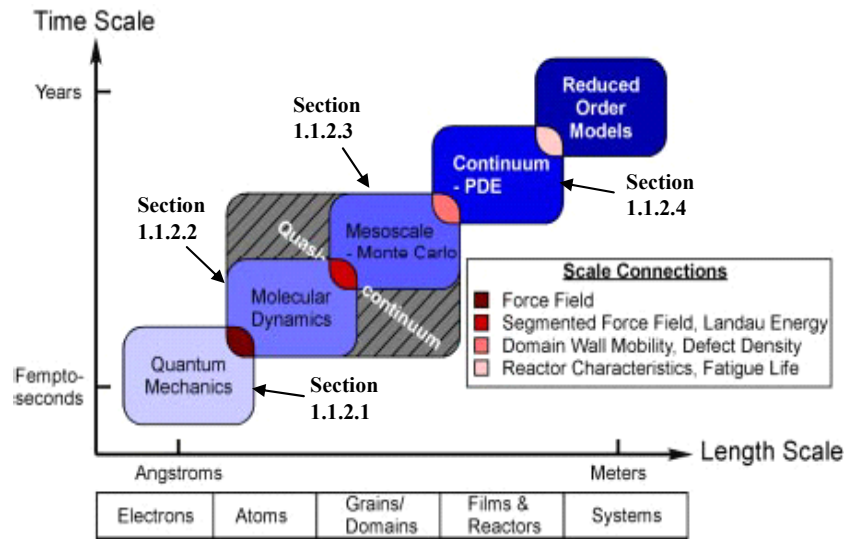 Time Scale
Years
Reduced
Order
Models
Section
1.1.2.3
Continuum
- PDE
Section
1.1.2.4
Section
1.1.2.2
Mesoscale
- Monte Carlo
Quasi-
continuum
Molecular
Dynamics
Scale Connections
Force Field
Segmented Force Field, Landau Energy
Domain Wall Mobility, Defect Density
Reactor Characteristics, Fatigue Life
Quantum
Mechanics
Section
1.1.2.1
Fempto-
seconds
Length Scale
Angstroms
Meters
Electrons
Atoms
Grains/
Domains
Films &
Reactors
Systems